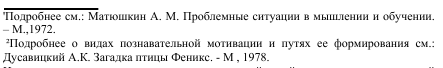 ¹Подробнее см.: Матюшкин А. М. Проблемные ситуации в мышлении и обучении.
– М.,1972.
²Подробнее о видах познавательной мотивации и путях ее формирования см.:
Дусавицкий А.К. Загадка птицы Феникс. - М , 1978.